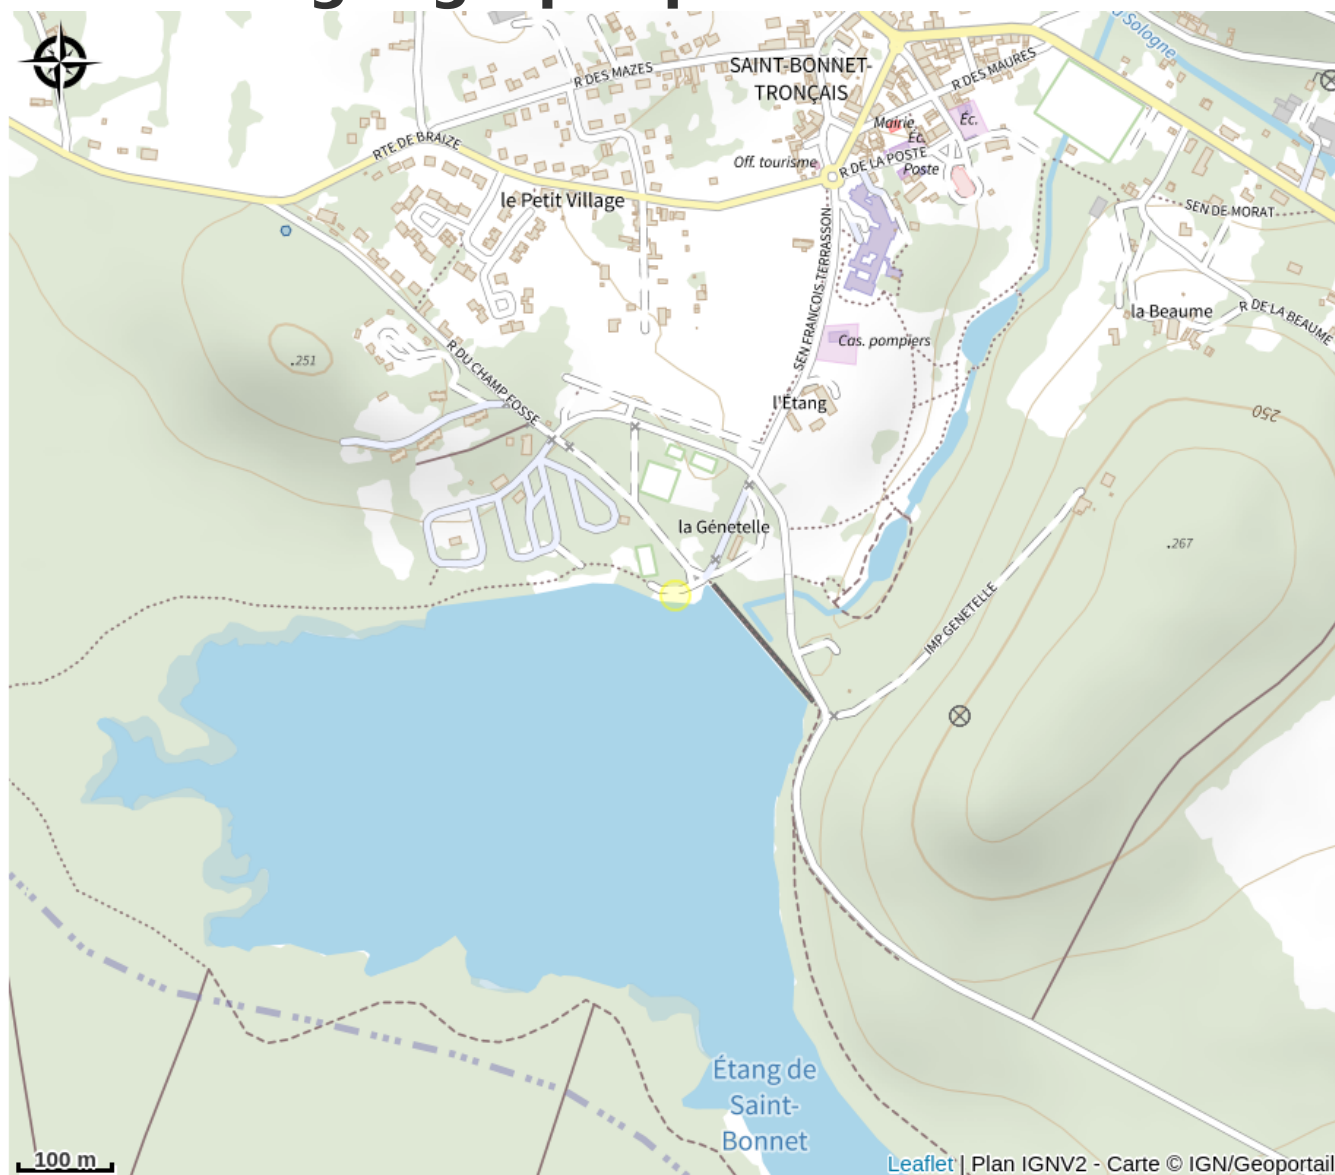 Sologne
SAINT-BONNET-
TRONÇAIS
R DES MAZES
R DES MAURES
Éc.
Mairie
Éc.
RTE DE BRAIZE
Off. tourisme
R DE LA POSTE
Poste
le Petit Village
SEN DE MORAT
SEN FRANCOIS TERRASSON
la Beaume
R DE LA BEAUME
Cas. pompiers
.251
R DU CHAMP FOSSE
l'Étang
250
la Génetelle
.267
IMP GENETELLE
Étang de
Saint-
Bonnet
100 m
Leaflet | Plan IGNV2 - Carte © IGN/Geoportail